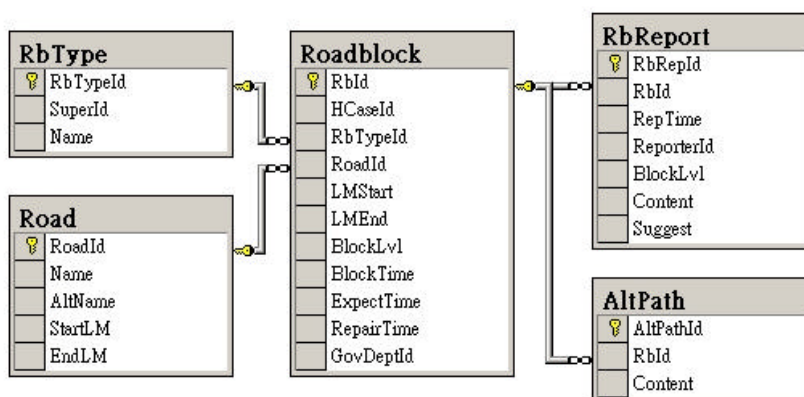 RbType
RbTypeId
SuperId
Name
Road
RoadId
Name
AltName
StartLM
EndLM
Roadblock
RbId
HCaseId
RbTypeId
RoadId
LMStart
LMEnd
BlockLvl
BlockTime
ExpectTime
RepairTime
GovDeptId
RbReport
RbRepId
RbId
RepTime
ReporterId
BlockLvl
Content
Suggest
AltPath
AltPathId
RbId
Content